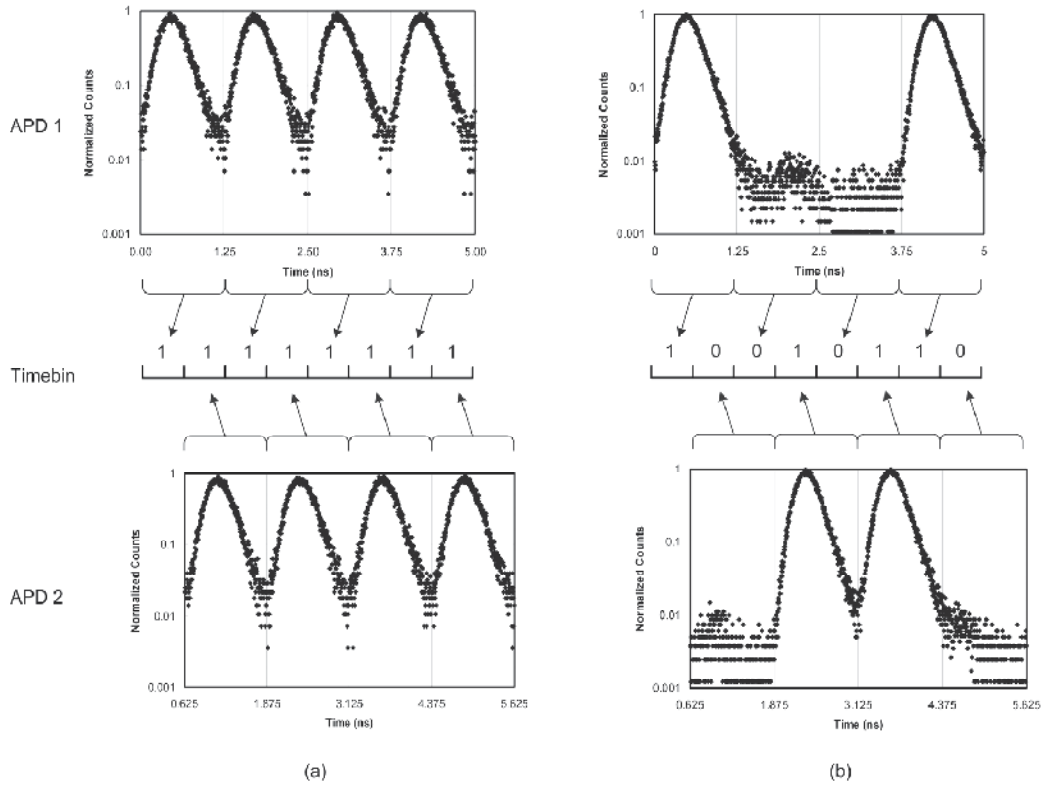 APD 1
Normalized Counts
1
0.1
0.01
0.001
0.00 1.25 2.50 3.75 5.00
Time (ns)
Normalized Counts
1
0.1
0.01
0.001
0 1.25 2.5 3.75 5
Time (ns)
Timebin
1 1 1 1 1 1 1 1
1 0 0 1 0 1 1 0
APD 2
Normalized Counts
1
0.1
0.01
0.001
0.625 1.875 3.125 4.375 5.625
Time (ns)
Normalized Counts
1
0.1
0.01
0.001
0.625 1.875 3.125 4.375 5.625
Time (ns)
(a)
(b)